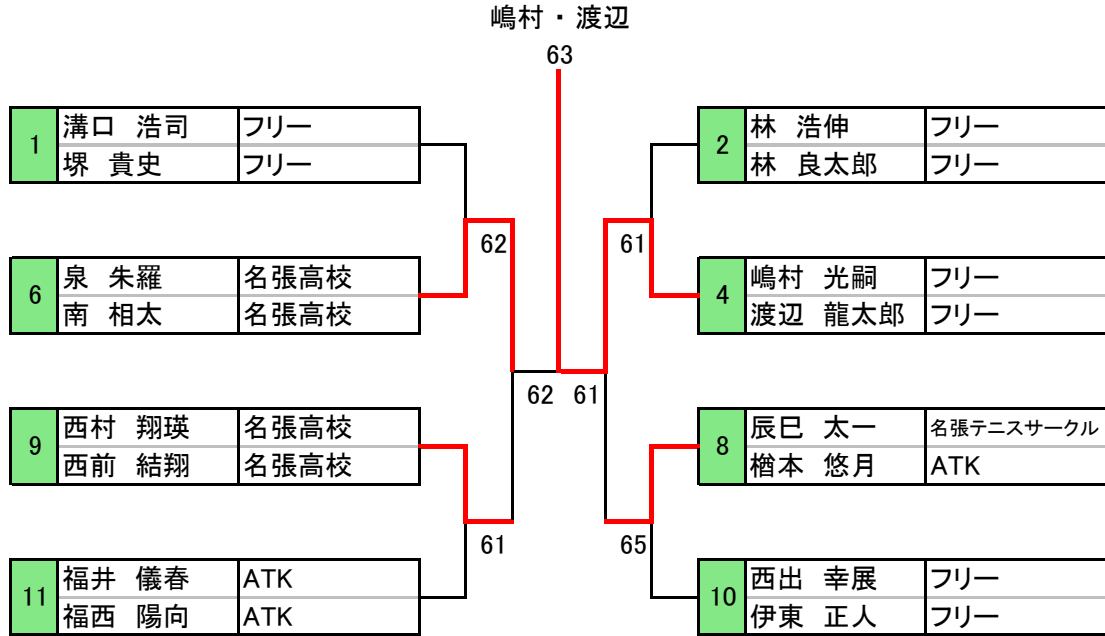 嶋村・渡辺
63
1 溝口 浩司 フリー
堺 貴史 フリー
62
6 泉 朱羅 名張高校
南 相太 名張高校
62
9 西村 翔瑛 名張高校
西前 結翔 名張高校
61
11 福井 儀春 ATK
福西 陽向 ATK
2 林 浩伸 フリー
林 良太郎 フリー
61
4 嶋村 光嗣 フリー
渡辺 龍太郎 フリー
61
8 辰巳 太一 名張テニスサークル
楢本 悠月 ATK
65
10 西出 幸展 フリー
伊東 正人 フリー